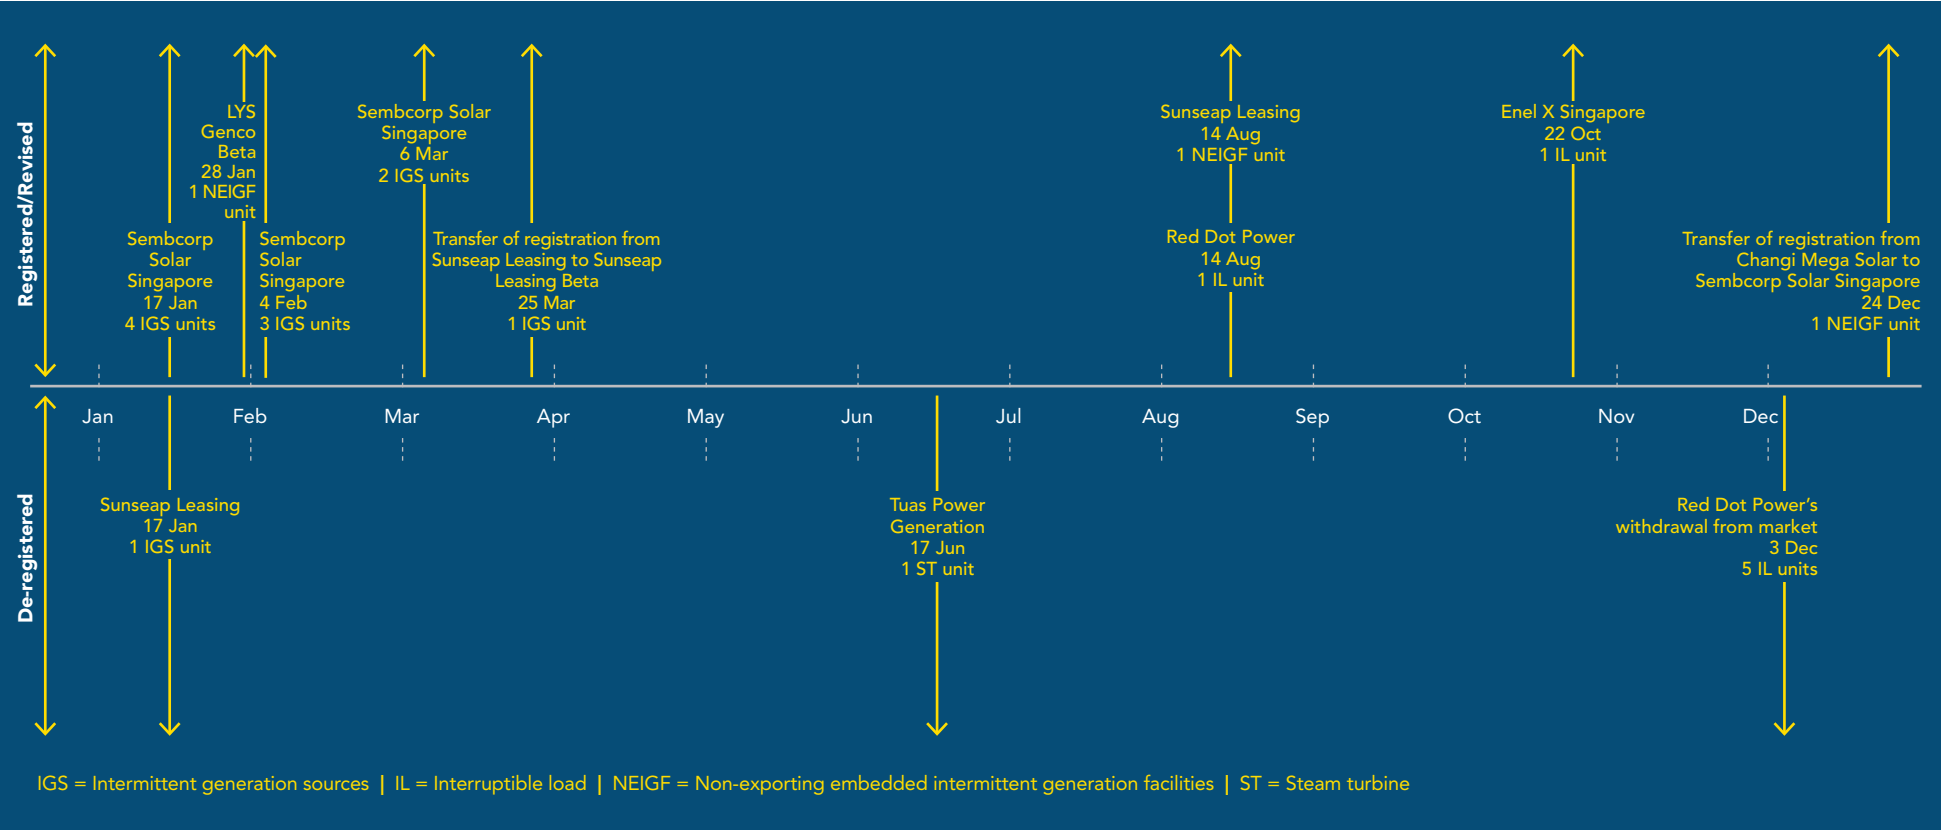 Registered/Revised
Sembcorp
Solar
Singapore
17 Jan
4 IGS units
LYS
Genco
Beta
28 Jan
1 NEIGF
unit
Sembcorp
Solar
Singapore
4 Feb
3 IGS units
Sembcorp Solar
Singapore
6 Mar
2 IGS units
Transfer of registration from
Sunseap Leasing to Sunseap
Leasing Beta
25 Mar
1 IGS unit
Sunseap Leasing
14 Aug
1 NEIGF unit
Red Dot Power
14 Aug
1 IL unit
Enel X Singapore
22 Oct
1 IL unit
Transfer of registration from
Changi Mega Solar to
Sembcorp Solar Singapore
24 Dec
1 NEIGF unit
Jan Feb Mar Apr May Jun Jul Aug Sep Oct Nov Dec
De-registered
Sunseap Leasing
17 Jan
1 IGS unit
Tuas Power
Generation
17 Jun
1 ST unit
Red Dot Power’s
withdrawal from market
3 Dec
5 IL units
IGS = Intermittent generation sources | IL = Interruptible load | NEIGF = Non-exporting embedded intermittent generation facilities | ST = Steam turbine